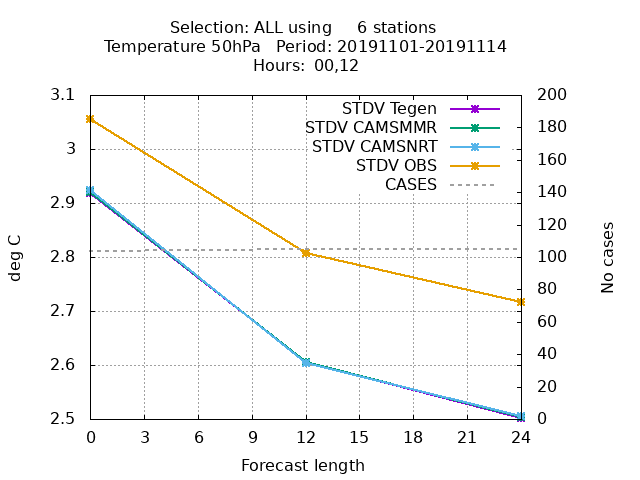 Selection: ALL using     6 stations
Temperature 50hPa   Period: 20191101-20191114
Hours:  00,12
3.1
3
2.9
2.8
2.7
2.6
2.5
deg C
STDV Tegen
STDV CAMSMMR
STDV CAMSNRT
STDV OBS
CASES
200
180
160
140
120
100
80
60
40
20
0
No cases
0 3 6 9 12 15 18 21 24
Forecast length